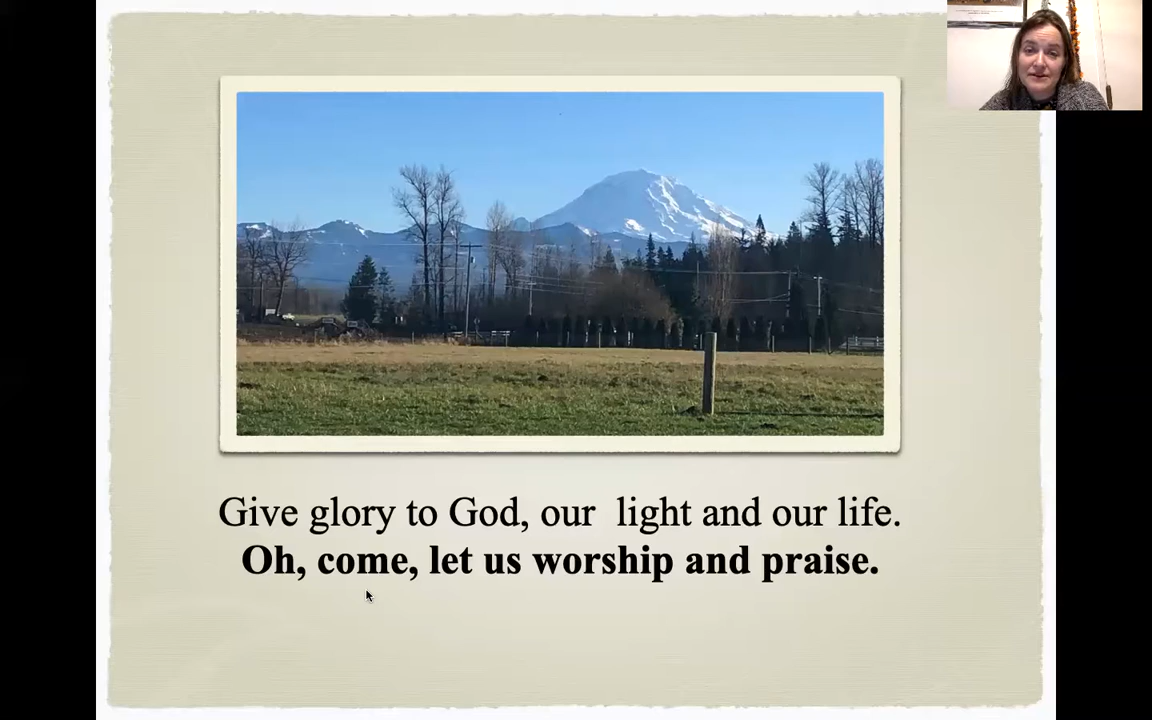 Give glory to God, our  light and our life.
Oh, come, let us worship and praise.